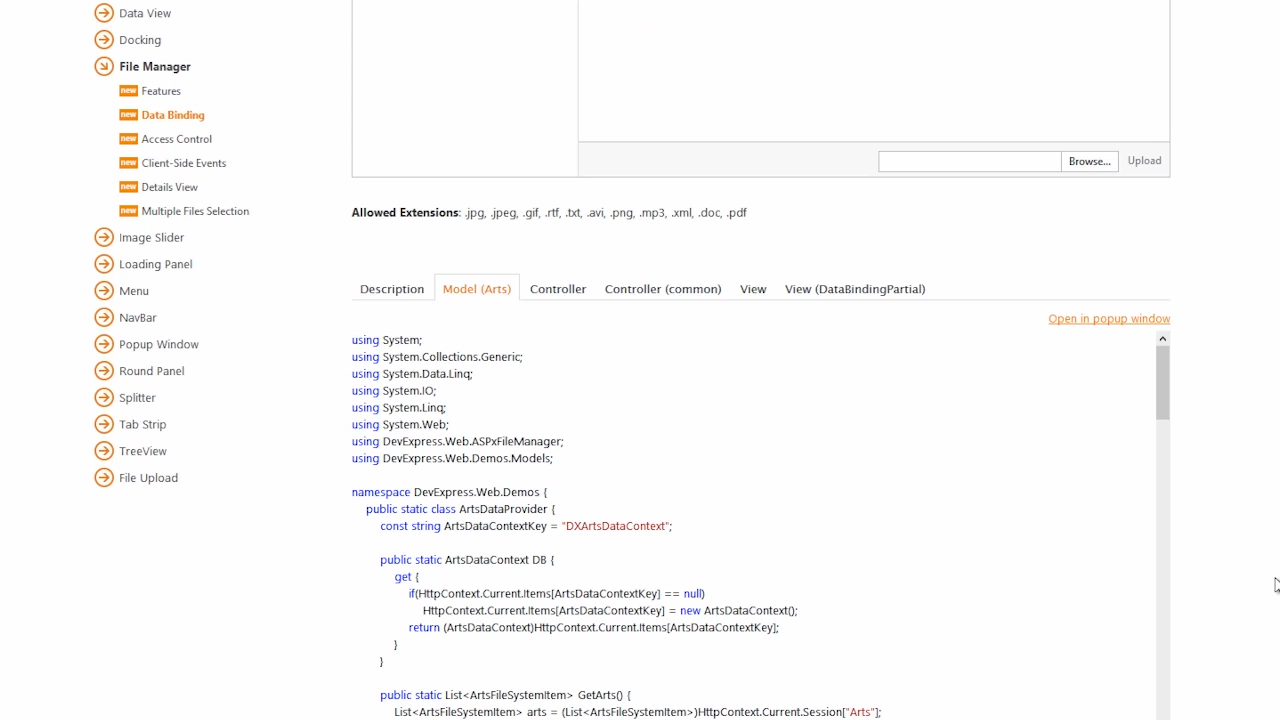 Data View
Docking
File Manager
new Features
new Data Binding
new Access Control
new Client-Side Events
new Details View
new Multiple Files Selection
Image Slider
Loading Panel
Menu
NavBar
Popup Window
Round Panel
Splitter
Tab Strip
TreeView
File Upload
Browse... Upload
Allowed Extensions: .jpg, .jpeg, .gif, .rtf, .txt, .avi, .png, .mp3, .xml, .doc, .pdf
Description Model (Arts) Controller Controller (common) View View (DataBindingPartial)
Open in popup window
using System;
using System.Collections.Generic;
using System.Data.Linq;
using System.IO;
using System.Linq;
using System.Web;
using DevExpress.Web.ASPxFileManager;
using DevExpress.Web.Demos.Models;
namespace DevExpress.Web.Demos {
public static class ArtsDataProvider {
const string ArtsDataContextKey = "DXArtsDataContext";
public static ArtsDataContext DB {
get {
if(HttpContext.Current.Items[ArtsDataContextKey] == null)
HttpContext.Current.Items[ArtsDataContextKey] = new ArtsDataContext();
return (ArtsDataContext)HttpContext.Current.Items[ArtsDataContextKey];
}
}
public static List<ArtsFileSystemItem> GetArts() {
List<ArtsFileSystemItem> arts = (List<ArtsFileSystemItem>)HttpContext.Current.Session["Arts"];